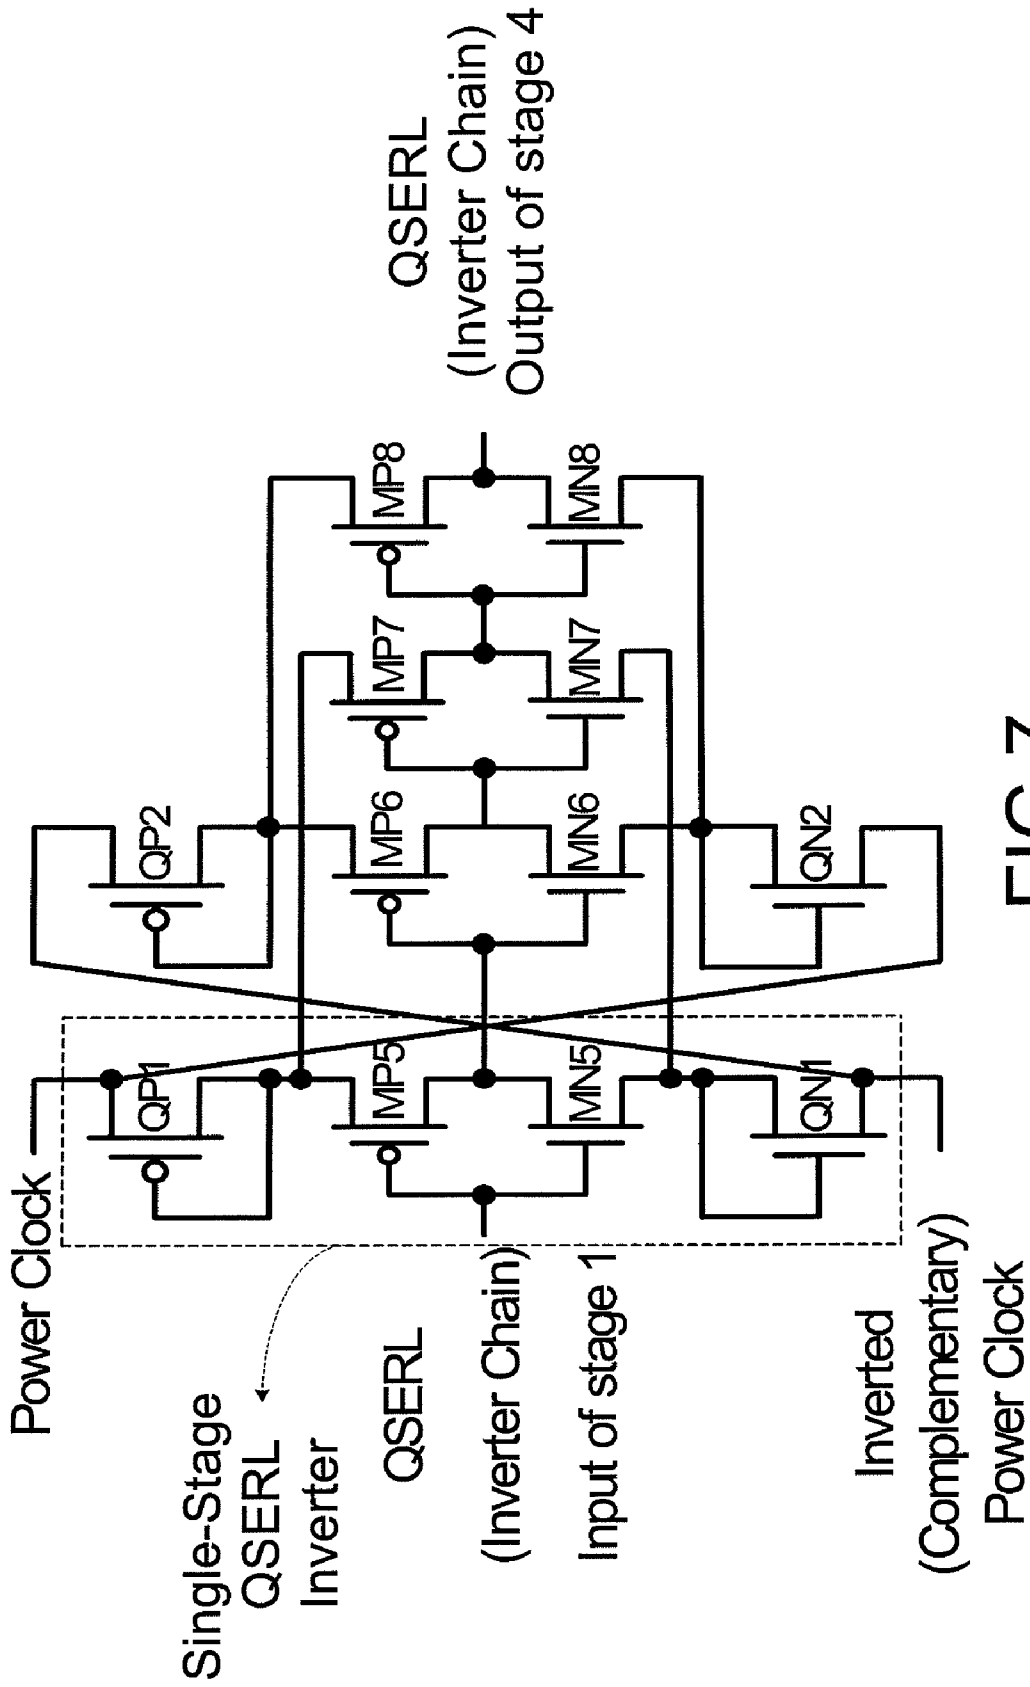 Power Clock
Single-Stage
QSERL
Inverter
QSERL
(Inverter Chain)
Input of stage 1
Inverted
(Complementary)
Power Clock
QP1
MP5
MN5
QN1
QP2
MP6
MN6
QN2
MP7
MN7
MP8
MN8
QSERL
(Inverter Chain)
Output of stage 4